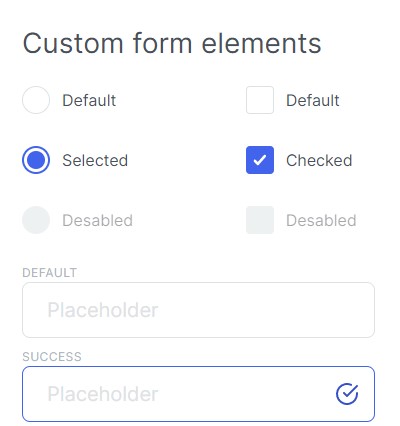 Custom form elements
Default
Default
Selected
Checked
Desabled
Desabled
DEFAULT
Placeholder
SUCCESS
Placeholder